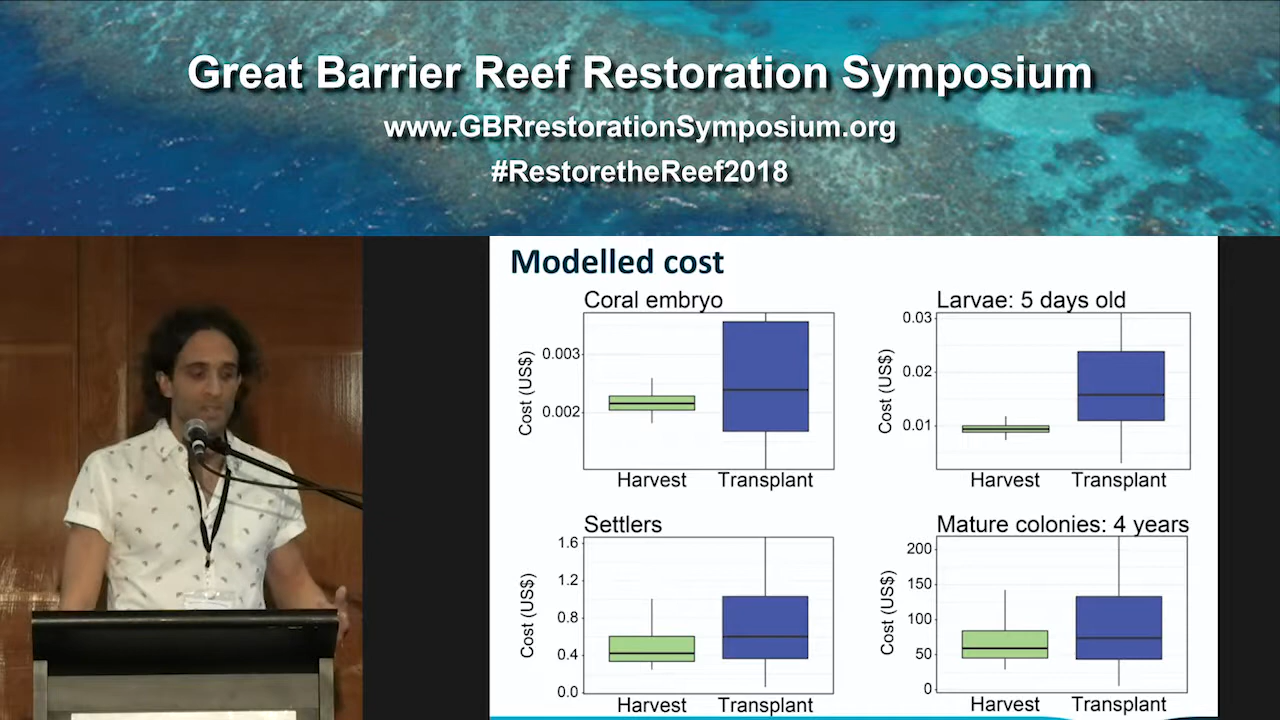 Great Barrier Reef Restoration Symposium
www.GBRrestorationSymposium.org
#RestoretheReef2018
Modelled cost
Coral embryo
Cost (US$)
0.003
0.002
Harvest
Transplant
Larvae: 5 days old
Cost (US$)
0.03
0.02
0.01
Harvest
Transplant
Settlers
Cost (US$)
1.6
1.2
0.8
0.4
0.0
Harvest
Transplant
Mature colonies: 4 years
Cost (US$)
200
150
100
50
0
Harvest
Transplant